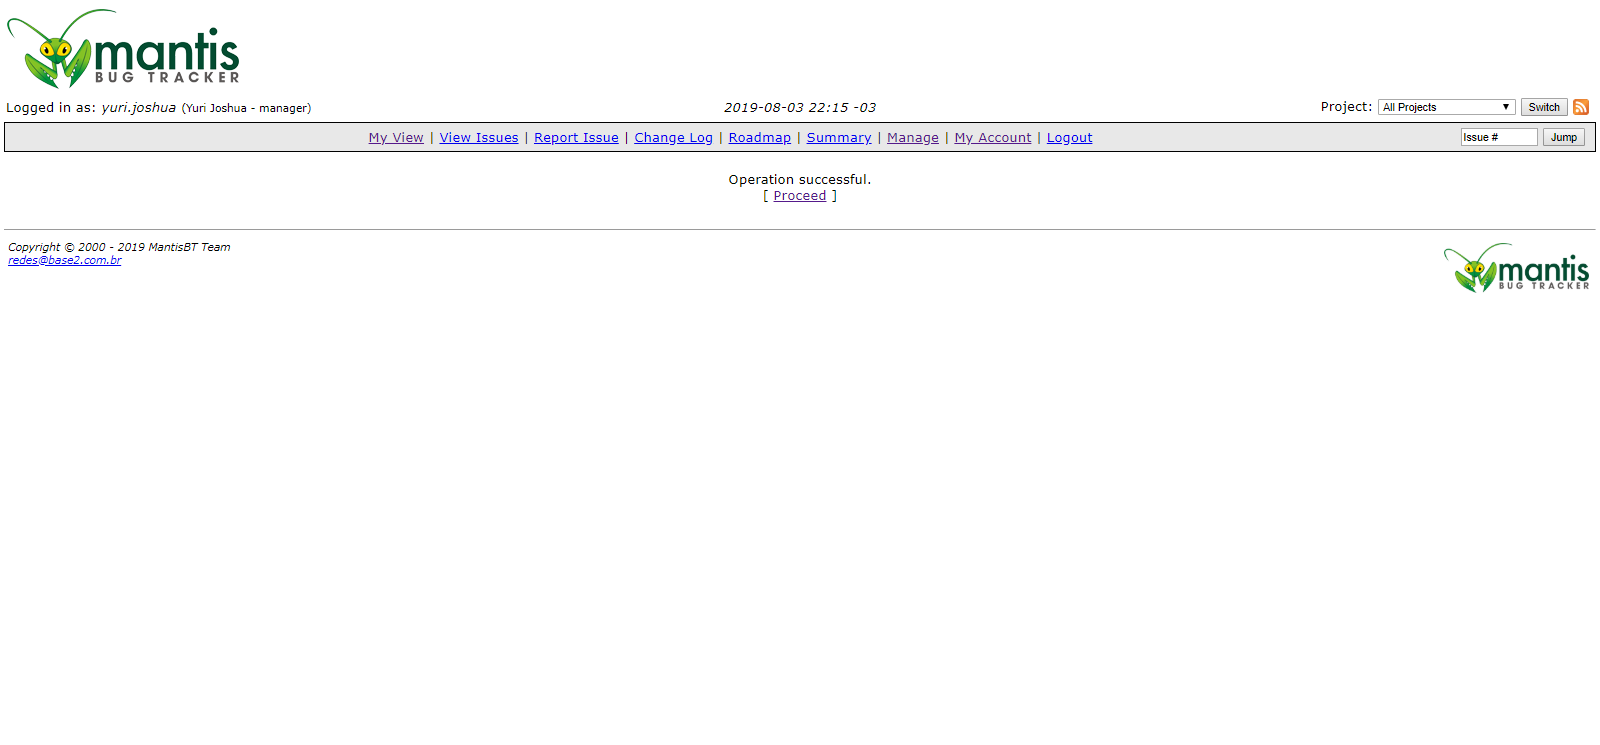 mantis
BUG TRACKER
Logged in as: yuri.joshua (Yuri Joshua - manager) 2019-08-03 22:15 -03 Project: All Projects Switch
My View | View Issues | Report Issue | Change Log | Roadmap | Summary | Manage | My Account | Logout Issue # Jump
Operation successful.
[ Proceed ]
Copyright © 2000 - 2019 MantisBT Team
redes@base2.com.br
mantis
BUG TRACKER